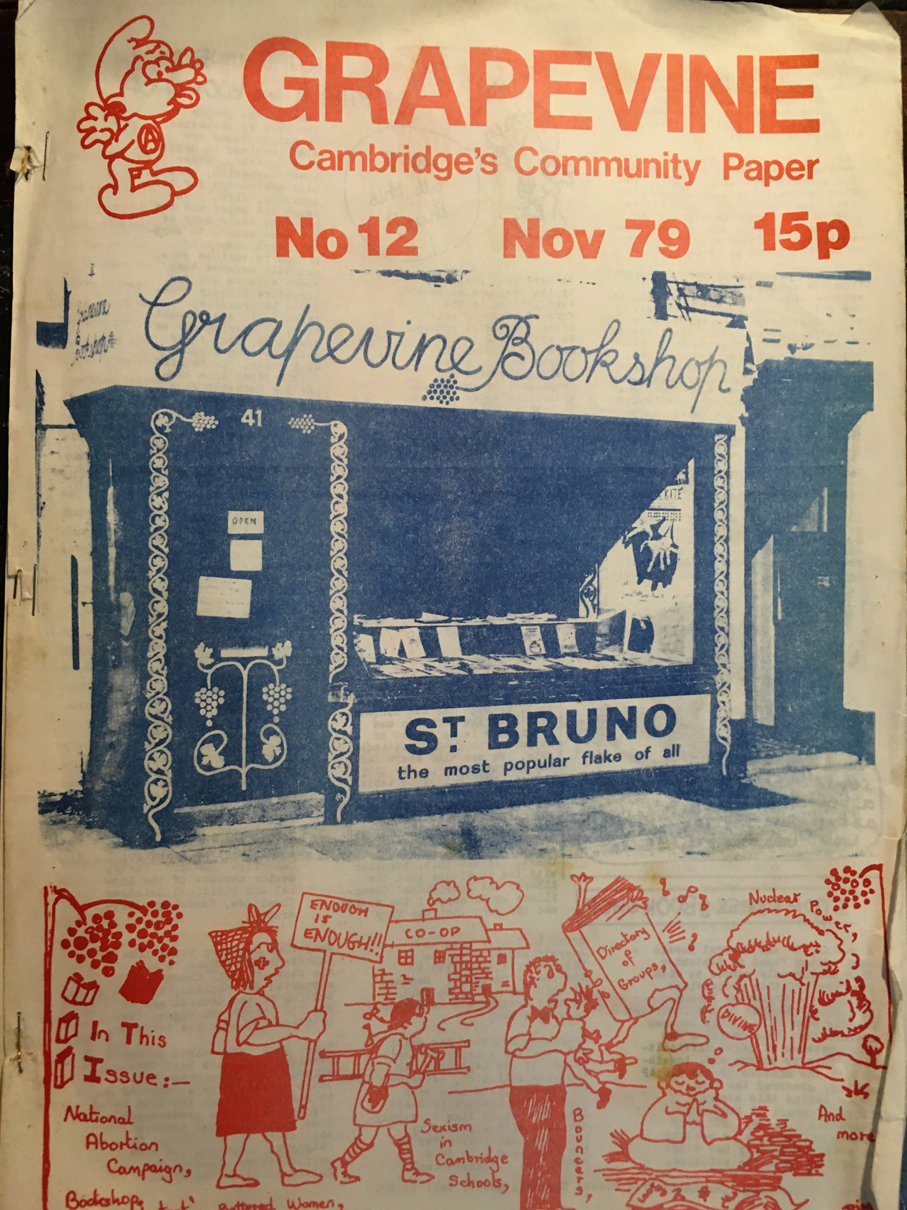 GRAPEVINE
Cambridge's Community Paper
No 12 Nov 79 15p
Grapevine Bookshop
41
OPEN
KITE
ST. BRUNO
the most popular flake of all
ENOUGH
IS
ENOUGH!!
CO-OP
Directory
of
Groups,
Nuclear Power,
DIVINE
In This
Issue:-
National
Abortion
Campaign,
Sexism
in
Cambridge
Schools,
Bouncers,
And
more
Bookshop,
Battered Women,